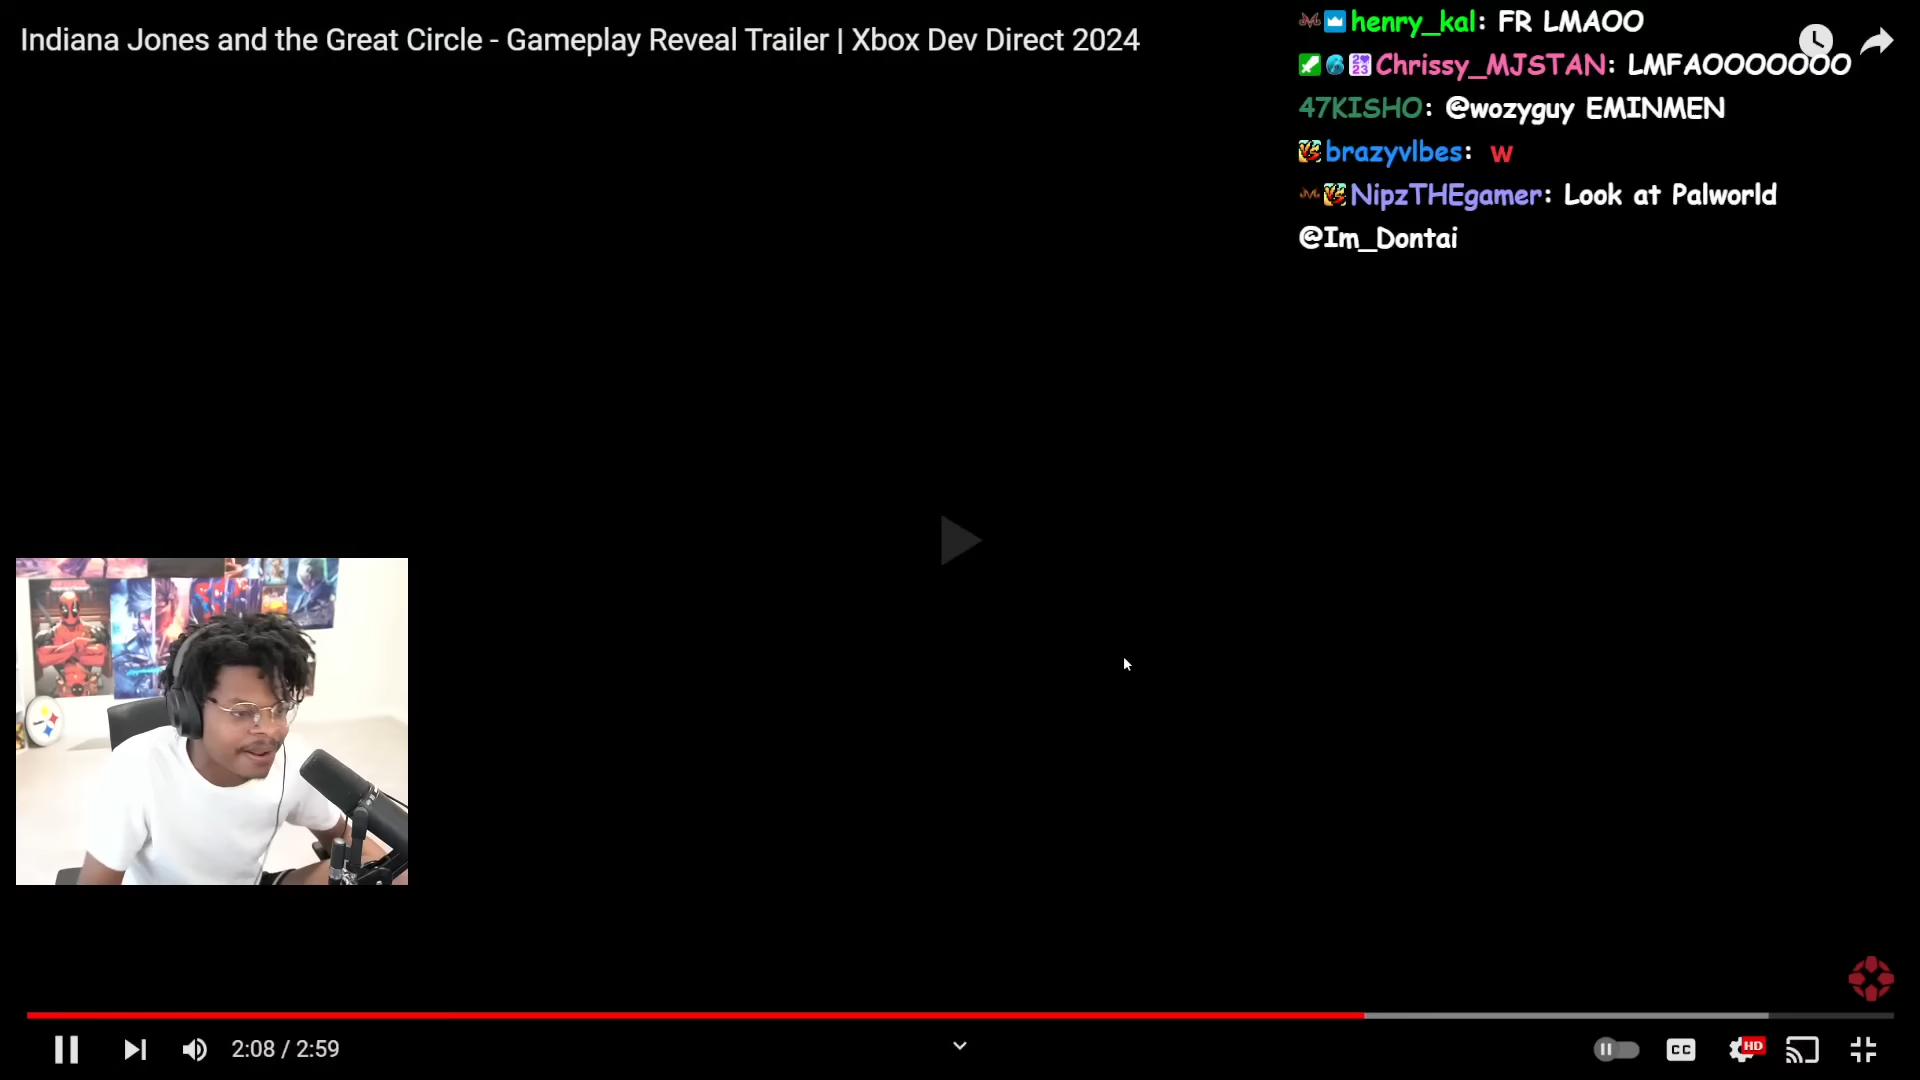 Indiana Jones and the Great Circle - Gameplay Reveal Trailer | Xbox Dev Direct 2024
henry_kal: FR LMAOO
Chrissy_MJSTAN: LMFAOOOOOOO
47KISHO: @wozyguy EMINMEN
brazyvlbes: W
NipzTHEgamer: Look at Palworld
@Im_Dontai
2:08 / 2:59
CC
HD